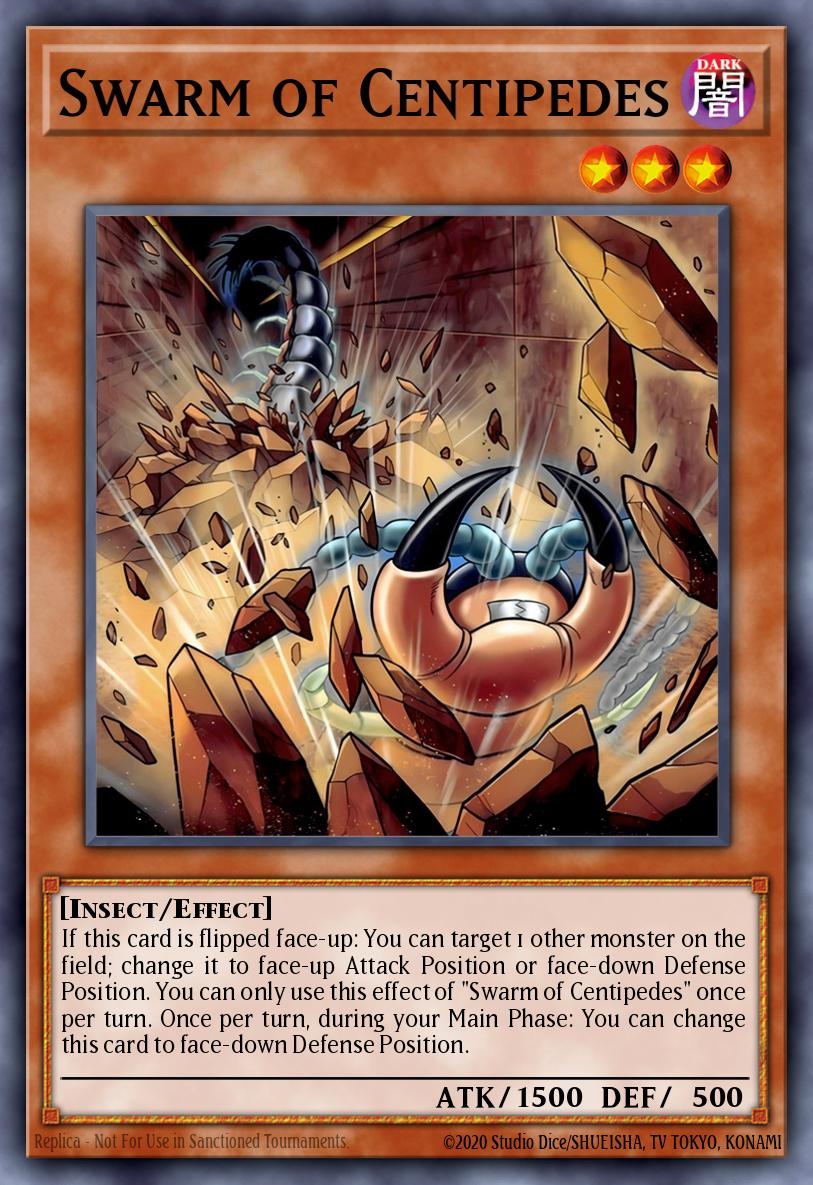 Swarm of Centipedes
DARK
闇
[Insect/Effect]
If this card is flipped face-up: You can target 1 other monster on the
field; change it to face-up Attack Position or face-down Defense
Position. You can only use this effect of "Swarm of Centipedes" once
per turn. Once per turn, during your Main Phase: You can change
this card to face-down Defense Position.
ATK/1500 DEF/ 500
Replica - Not For Use in Sanctioned Tournaments.
©2020 Studio Dice/SHUEISHA, TV TOKYO, KONAMI